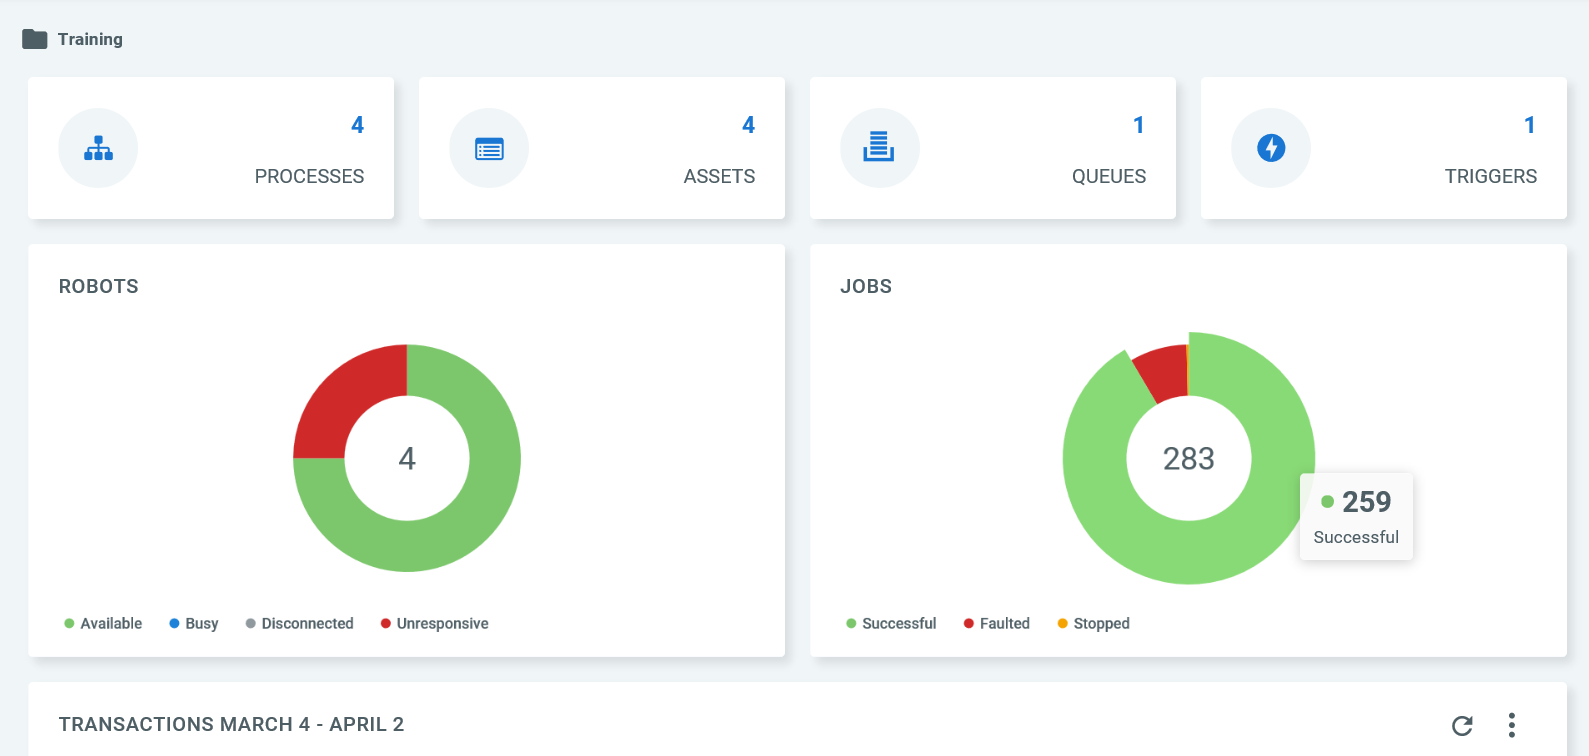 Training
4
PROCESSES
4
ASSETS
1
QUEUES
1
TRIGGERS
ROBOTS
4
Available Busy Disconnected Unresponsive
JOBS
283
259
Successful
Successful Faulted Stopped
TRANSACTIONS MARCH 4 - APRIL 2